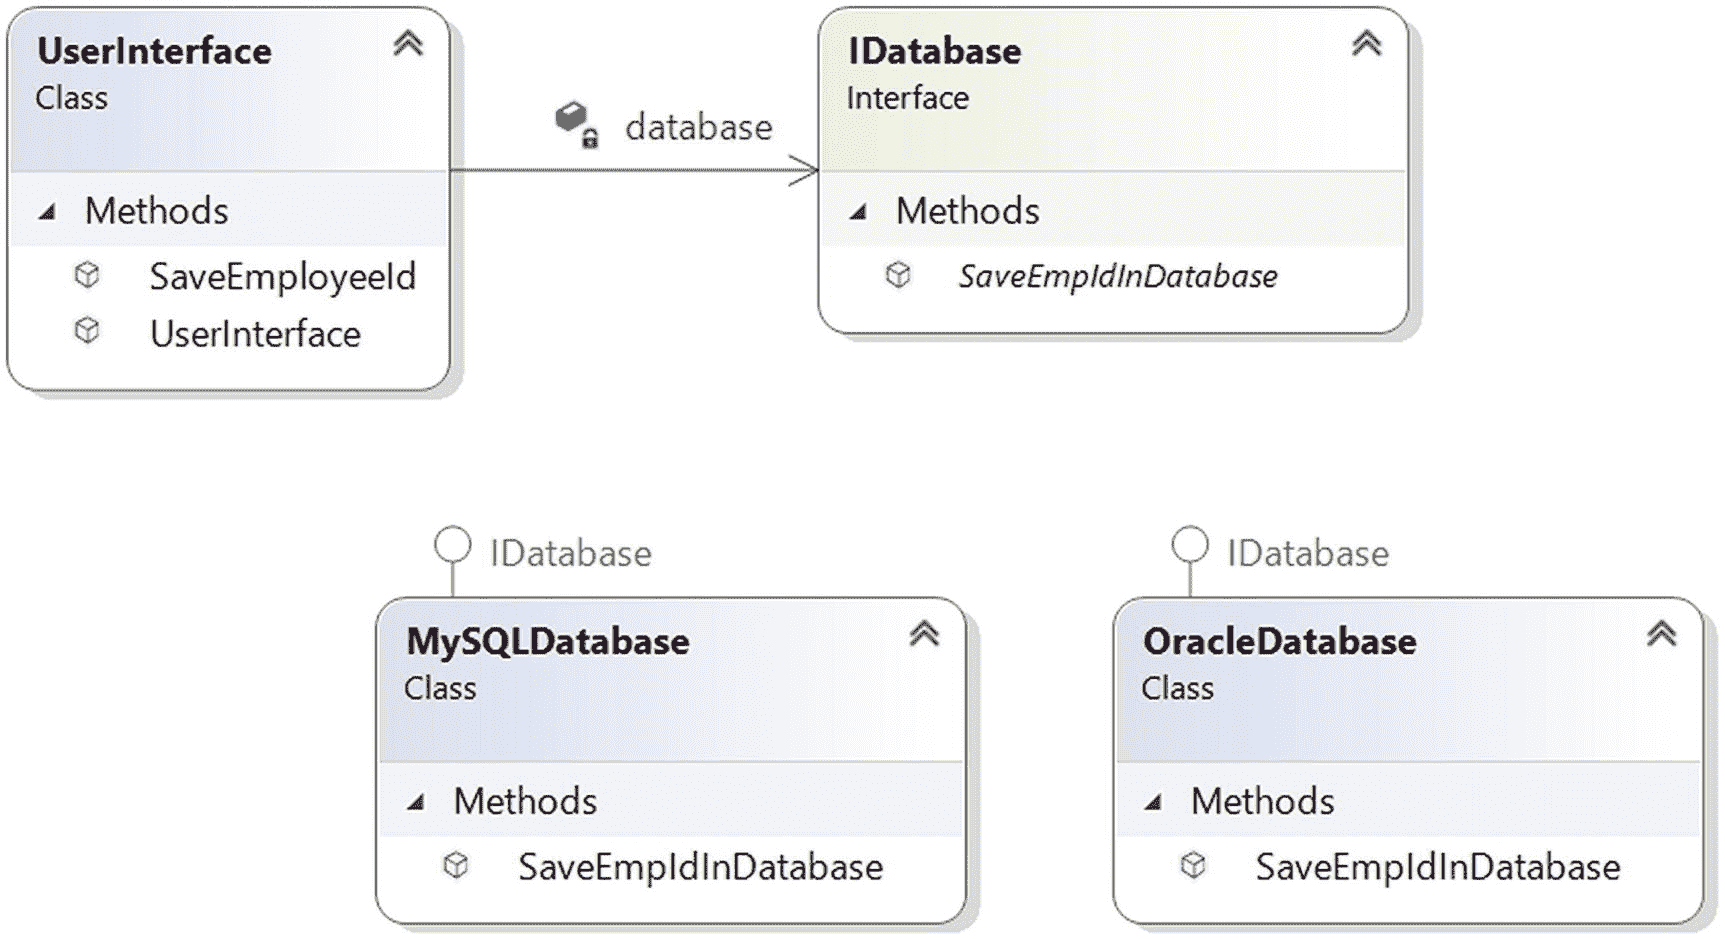 UserInterface
Class
Methods
SaveEmployeeId
UserInterface
database
IDatabase
Interface
Methods
SaveEmpIdInDatabase
IDatabase
MySQLDatabase
Class
Methods
SaveEmpIdInDatabase
IDatabase
OracleDatabase
Class
Methods
SaveEmpIdInDatabase